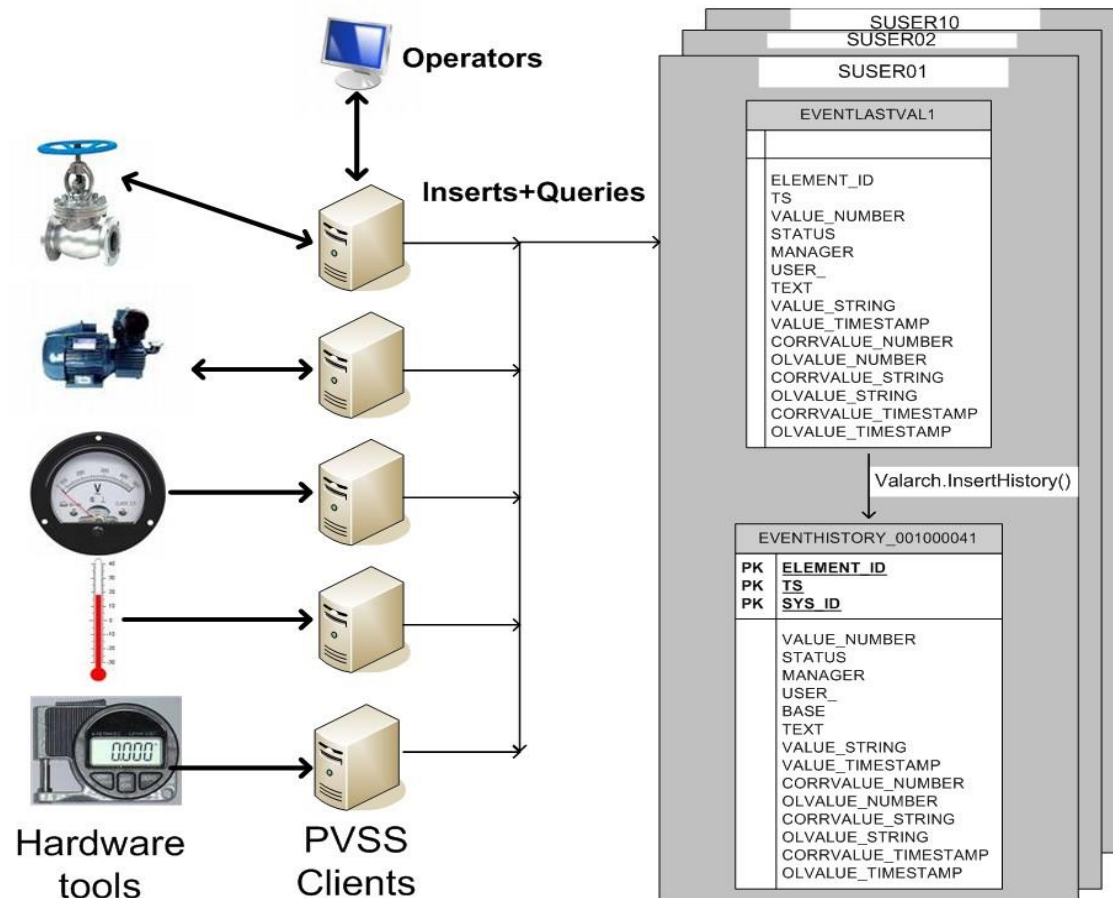 Operators
Inserts+Queries
Hardware
tools
PVSS
Clients
0.000
SUSER10
SUSER02
SUSER01
EVENTLASTVAL1
ELEMENT_ID
TS
VALUE_NUMBER
STATUS
MANAGER
USER_
TEXT
VALUE_STRING
VALUE_TIMESTAMP
CORRVALUE_NUMBER
OLVALUE_NUMBER
CORRVALUE_STRING
OLVALUE_STRING
CORRVALUE_TIMESTAMP
OLVALUE_TIMESTAMP
Valarch.InsertHistory()
EVENTHISTORY_001000041
PK ELEMENT_ID
PK TS
PK SYS_ID
VALUE_NUMBER
STATUS
MANAGER
USER_
BASE
TEXT
VALUE_STRING
VALUE_TIMESTAMP
CORRVALUE_NUMBER
OLVALUE_NUMBER
CORRVALUE_STRING
OLVALUE_STRING
CORRVALUE_TIMESTAMP
OLVALUE_TIMESTAMP